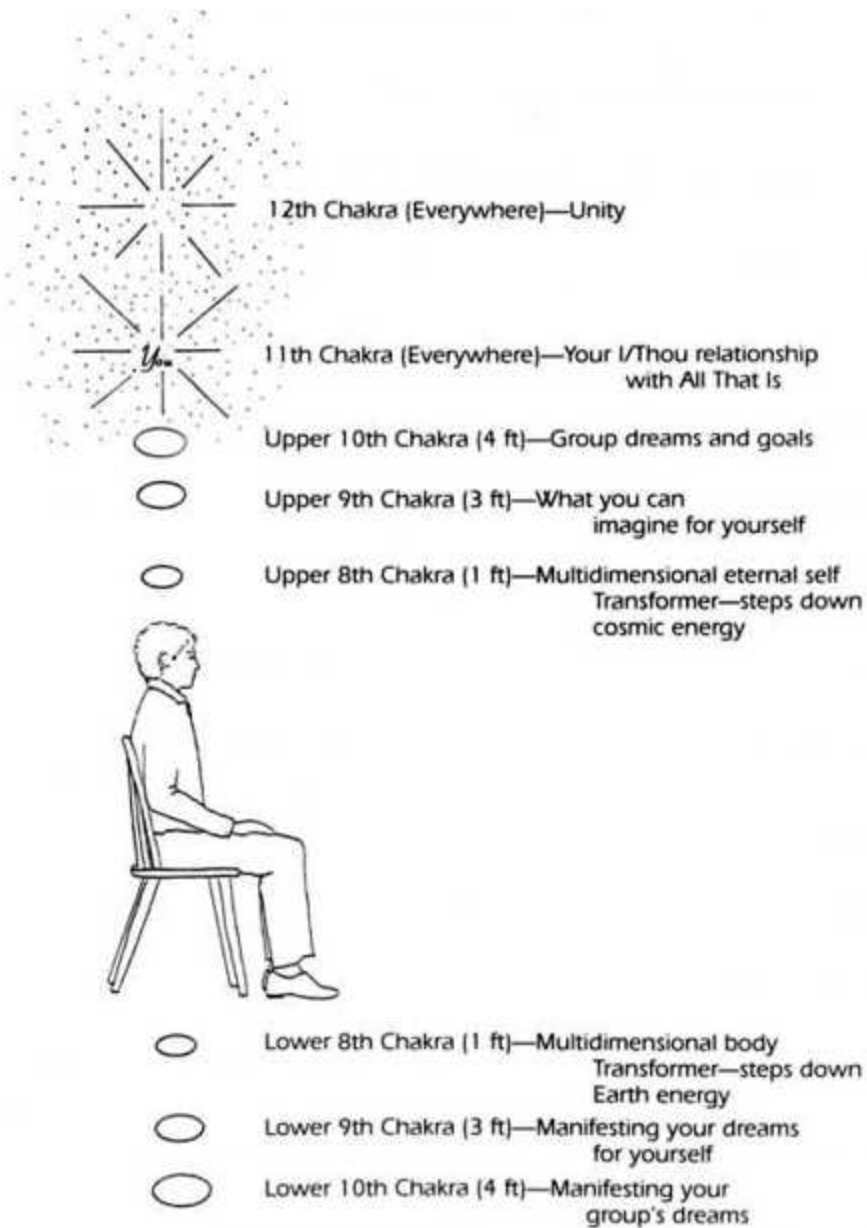 12th Chakra (Everywhere)—Unity
You
11th Chakra (Everywhere)—Your I/Thou relationship
with All That Is
Upper 10th Chakra (4 ft)—Group dreams and goals
Upper 9th Chakra (3 ft)—What you can
imagine for yourself
Upper 8th Chakra (1 ft)—Multidimensional eternal self
Transformer—steps down
cosmic energy
Lower 8th Chakra (1 ft)—Multidimensional body
Transformer—steps down
Earth energy
Lower 9th Chakra (3 ft)—Manifesting your dreams
for yourself
Lower 10th Chakra (4 ft)—Manifesting your
group's dreams